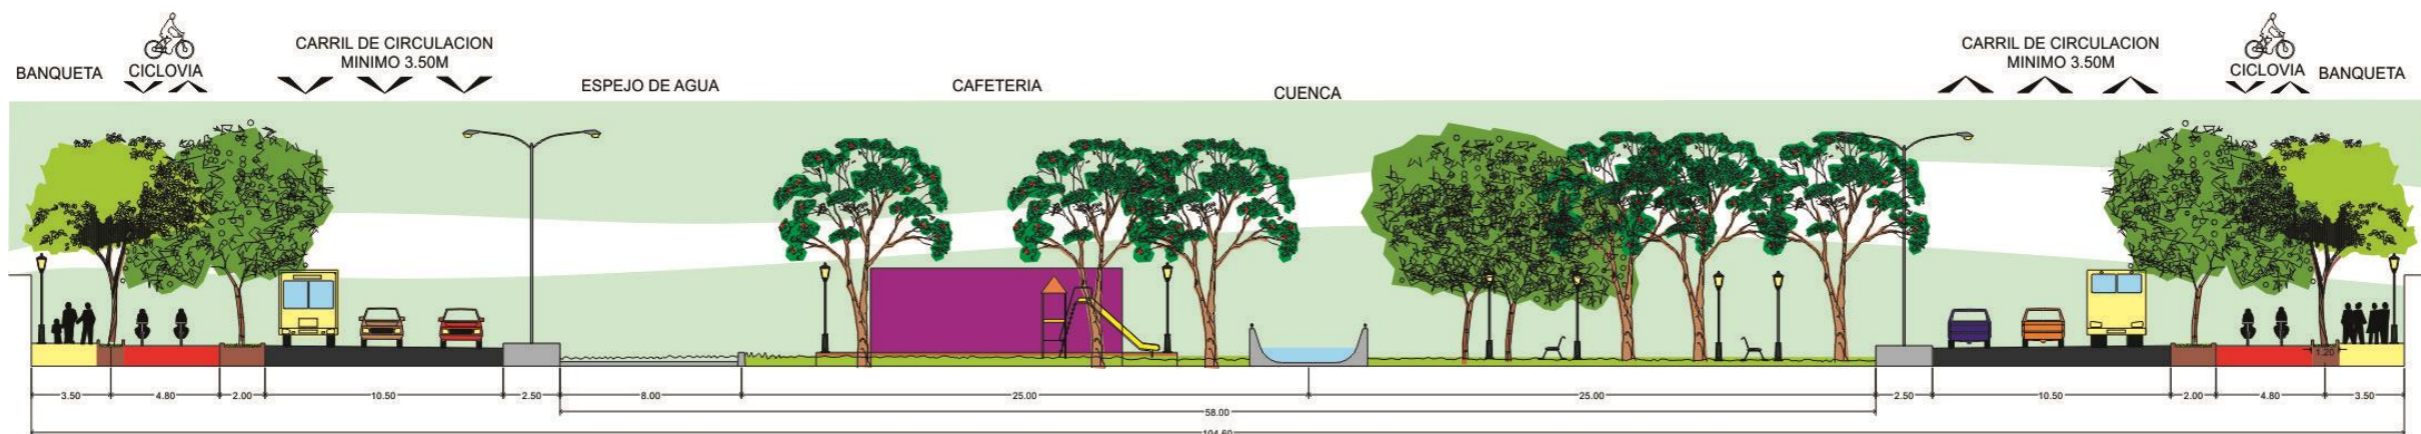 BANQUETA
CICLOVIA
CARRIL DE CIRCULACION
MINIMO 3.50M
ESPEJO DE AGUA
CAFETERIA
CUENCA
CARRIL DE CIRCULACION
MINIMO 3.50M
CICLOVIA
BANQUETA
1.20
3.50
4.80
2.00
10.50
2.50
8.00
25.00
25.00
2.50
10.50
2.00
4.80
3.50
58.00
104.60